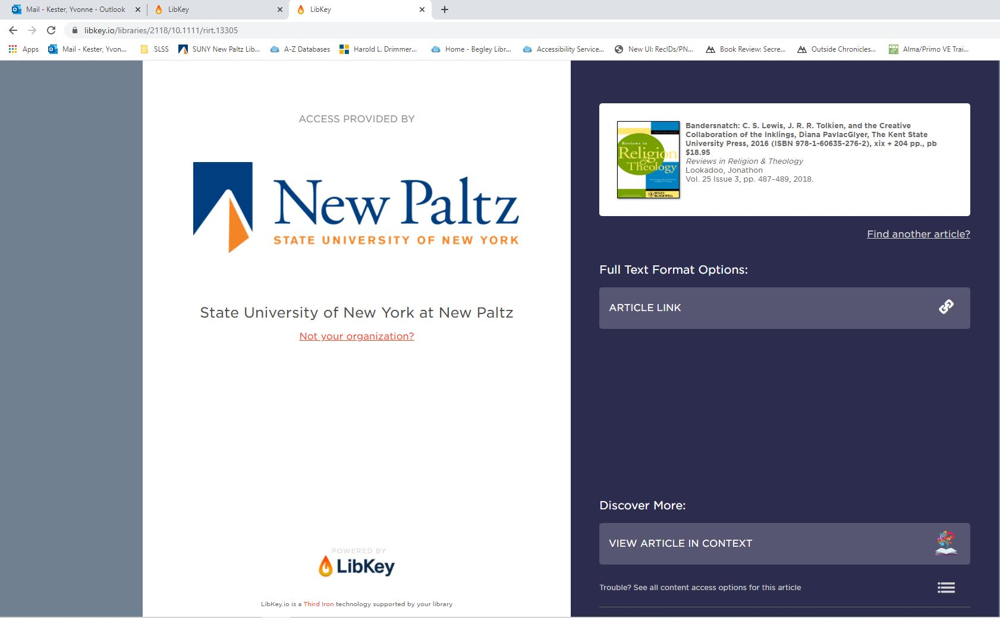 Mail - Kester, Yvonne - Outlook
LibKey
LibKey
libkey.io/libraries/2118/10.1111/rirt.13305
Apps
Mail - Kester, Yvon...
SLSS
SUNY New Paltz Lib...
A-Z Databases
Harold L. Drimmer...
Home - Begley Libr...
Accessibility Service...
New UI: RecIDs/PN...
Book Review: Secre...
Outside Chronicles...
Alma/Primo VE Trai...
ACCESS PROVIDED BY
New Paltz
STATE UNIVERSITY OF NEW YORK
State University of New York at New Paltz
Not your organization?
POWERED BY
LibKey
LibKey.io is a Third Iron technology supported by your library
Reviews in
Religion
&
Theology
WILEY-
BLACKWELL
Bandersnatch: C. S. Lewis, J. R. R. Tolkien, and the Creative
Collaboration of the Inklings, Diana PavlacGlyer, The Kent State
University Press, 2016 (ISBN 978-1-60635-276-2), xix + 204 pp., pb
$18.95
Reviews in Religion & Theology
Lookadoo, Jonathon
Vol. 25 Issue 3, pp. 487–489, 2018.
Find another article?
Full Text Format Options:
ARTICLE LINK
Discover More:
VIEW ARTICLE IN CONTEXT
Trouble? See all content access options for this article